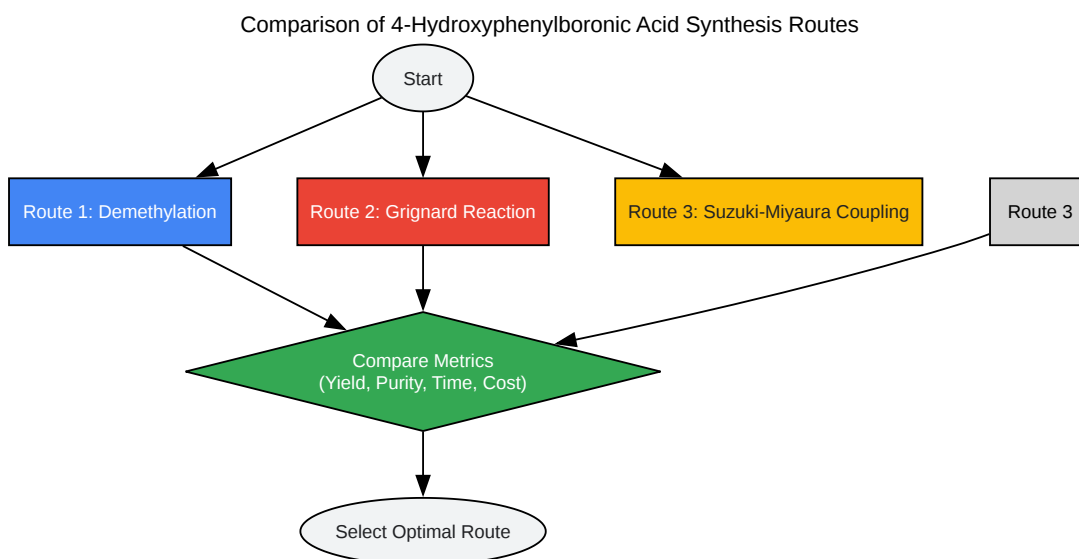 Comparison of 4-Hydroxyphenylboronic Acid Synthesis Routes
Start
Route 1: Demethylation
Route 2: Grignard Reaction
Route 3: Suzuki-Miyaura Coupling
Route 3
Compare Metrics
(Yield, Purity, Time, Cost)
Select Optimal Route